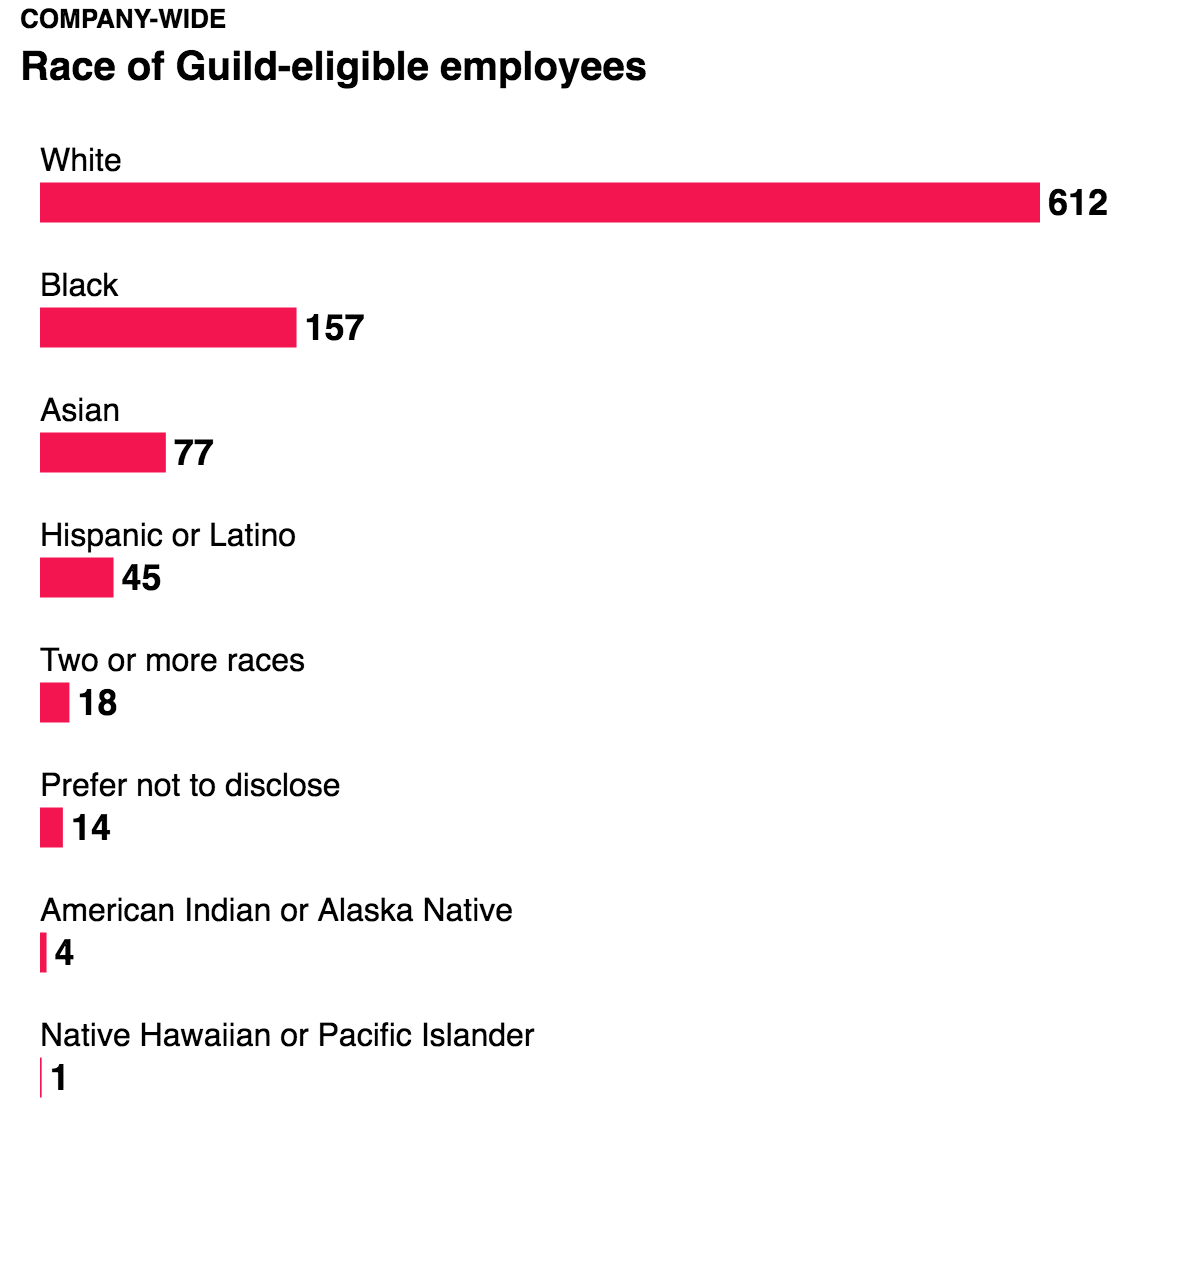 COMPANY-WIDE
Race of Guild-eligible employees
White
612
Black
157
Asian
77
Hispanic or Latino
45
Two or more races
18
Prefer not to disclose
14
American Indian or Alaska Native
4
Native Hawaiian or Pacific Islander
1